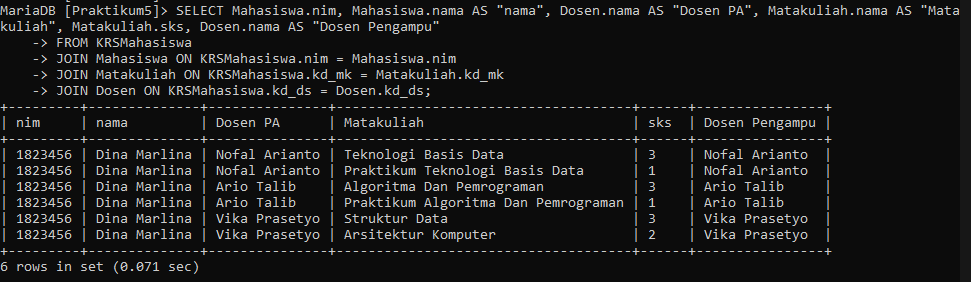 MariaDB [Praktikum5]> SELECT Mahasiswa.nim, Mahasiswa.nama AS "nama", Dosen.nama AS "Dosen PA", Matakuliah.nama AS "Mata
kuliah", Matakuliah.sks, Dosen.nama AS "Dosen Pengampu"
    -> FROM KRSMahasiswa
    -> JOIN Mahasiswa ON KRSMahasiswa.nim = Mahasiswa.nim
    -> JOIN Matakuliah ON KRSMahasiswa.kd_mk = Matakuliah.kd_mk
    -> JOIN Dosen ON KRSMahasiswa.kd_ds = Dosen.kd_ds;
+---------+--------------+---------------+-------------------------------------+------+----------------+
| nim     | nama         | Dosen PA      | Matakuliah                          | sks  | Dosen Pengampu |
+---------+--------------+---------------+-------------------------------------+------+----------------+
| 1823456 | Dina Marlina | Nofal Arianto | Teknologi Basis Data                | 3    | Nofal Arianto  |
| 1823456 | Dina Marlina | Nofal Arianto | Praktikum Teknologi Basis Data      | 1    | Nofal Arianto  |
| 1823456 | Dina Marlina | Ario Talib    | Algoritma Dan Pemrograman           | 3    | Ario Talib     |
| 1823456 | Dina Marlina | Ario Talib    | Praktikum Algoritma Dan Pemrograman | 1    | Ario Talib     |
| 1823456 | Dina Marlina | Vika Prasetyo | Struktur Data                       | 3    | Vika Prasetyo  |
| 1823456 | Dina Marlina | Vika Prasetyo | Arsitektur Komputer                 | 2    | Vika Prasetyo  |
+---------+--------------+---------------+-------------------------------------+------+----------------+
6 rows in set (0.071 sec)